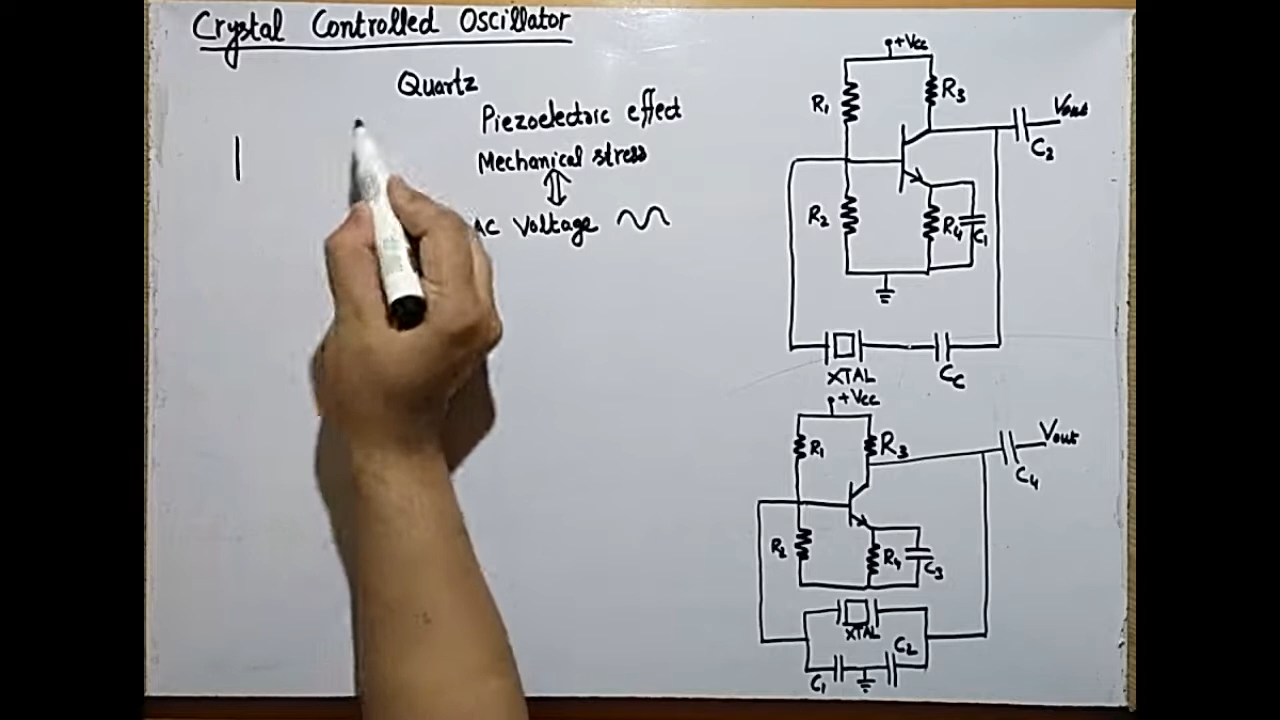 Crystal Controlled Oscillator
Quartz
Piezoelectric effect
Mechanical stress
AC Voltage
+Vcc
R1
R3
Vout
C2
R2
R4
C1
XTAL
Cc
+Vcc
R1
R3
Vout
C4
R2
R4
C3
XTAL
C2
C1